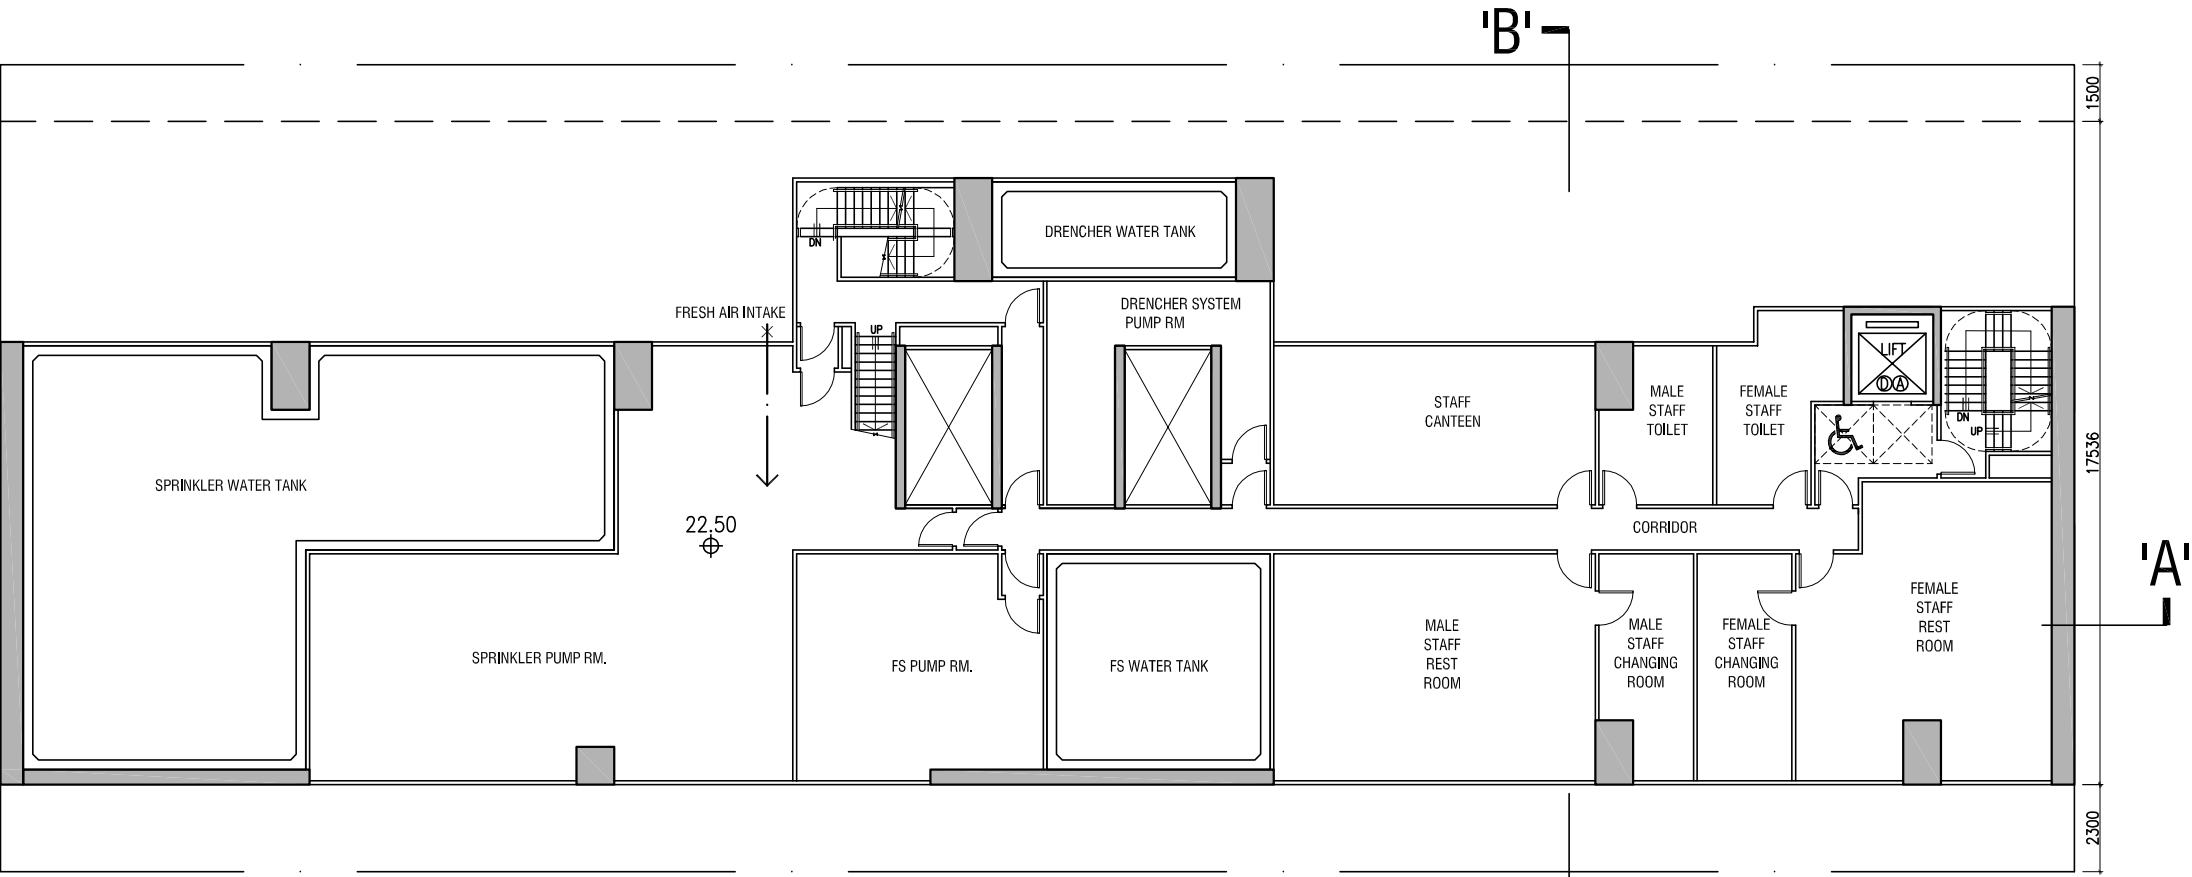 'B'
1500
DRENCHER WATER TANK
DN
DRENCHER SYSTEM
PUMP RM
FRESH AIR INTAKE
UP
LIFT
D A
MALE
STAFF
TOILET
FEMALE
STAFF
TOILET
STAFF
CANTEEN
DN
UP
17536
SPRINKLER WATER TANK
22.50
CORRIDOR
'A'
FEMALE
STAFF
REST
ROOM
MALE
STAFF
REST
ROOM
MALE
STAFF
CHANGING
ROOM
FEMALE
STAFF
CHANGING
ROOM
SPRINKLER PUMP RM.
FS PUMP RM.
FS WATER TANK
2300